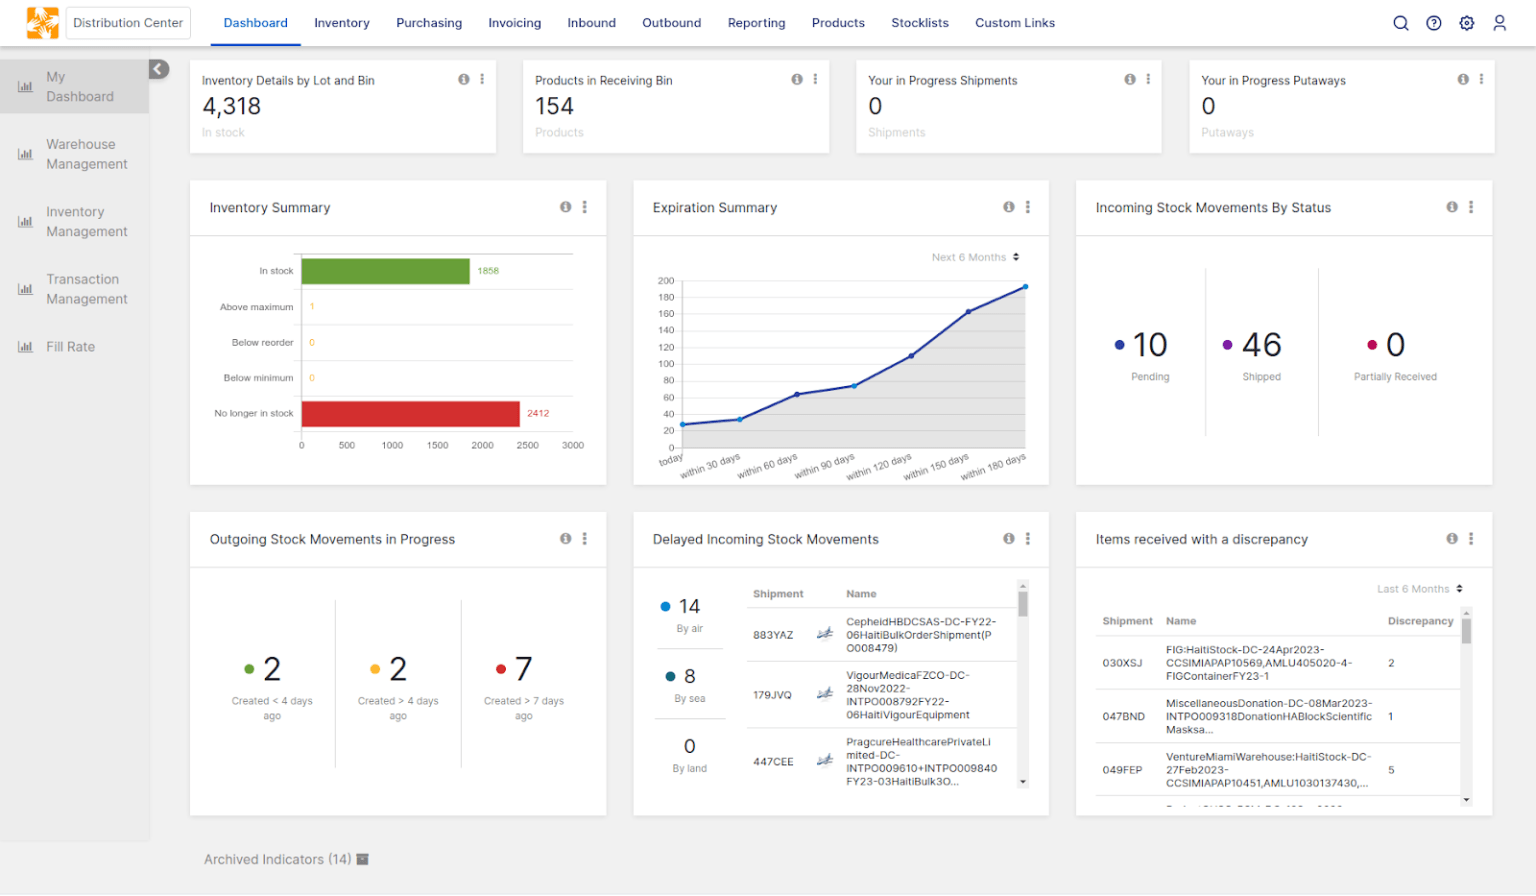 Distribution Center
Dashboard
Inventory
Purchasing
Invoicing
Inbound
Outbound
Reporting
Products
Stocklists
Custom Links
My
Dashboard
Warehouse
Management
Inventory
Management
Transaction
Management
Fill Rate
Inventory Details by Lot and Bin
4,318
In stock
Products in Receiving Bin
154
Products
Your in Progress Shipments
0
Shipments
Your in Progress Putaways
0
Putaways
Inventory Summary
In stock
1858
Above maximum
1
Below reorder
0
Below minimum
0
No longer in stock
2412
0
500
1000
1500
2000
2500
3000
Expiration Summary
Next 6 Months
200
180
160
140
120
100
80
60
40
20
0
today
within 30 days
within 60 days
within 90 days
within 120 days
within 150 days
within 180 days
Incoming Stock Movements By Status
10
Pending
46
Shipped
0
Partially Received
Outgoing Stock Movements in Progress
2
Created < 4 days
ago
2
Created > 4 days
ago
7
Created > 7 days
ago
Delayed Incoming Stock Movements
14
By air
8
By sea
0
By land
Shipment
Name
883YAZ
CepheidHBDCSAS-DC-FY22-
06HaitiBulkOrderShipment(P
O008479)
179JVQ
VigourMedicaFZCO-DC-
28Nov2022-
INTPO008792FY22-
06HaitiVigourEquipment
447CEE
PragcureHealthcarePrivateLi
mited-DC-
INTPO009610+INTPO009840
FY23-03HaitiBulk3O...
Items received with a discrepancy
Last 6 Months
Shipment
Name
Discrepancy
030XSJ
FIG:HaitiStock-DC-24Apr2023-
CCSIMIAPAP10569,AMLU405020-4-
FIGContainerFY23-1
2
047BND
MiscellaneousDonation-DC-08Mar2023-
INTPO009318DonationHABlockScientific
Masksa...
1
049FEP
VentureMiamiWarehouse:HaitiStock-DC-
27Feb2023-
CCSIMIAPAP10451,AMLU1030137430,...
5
Archived Indicators (14)